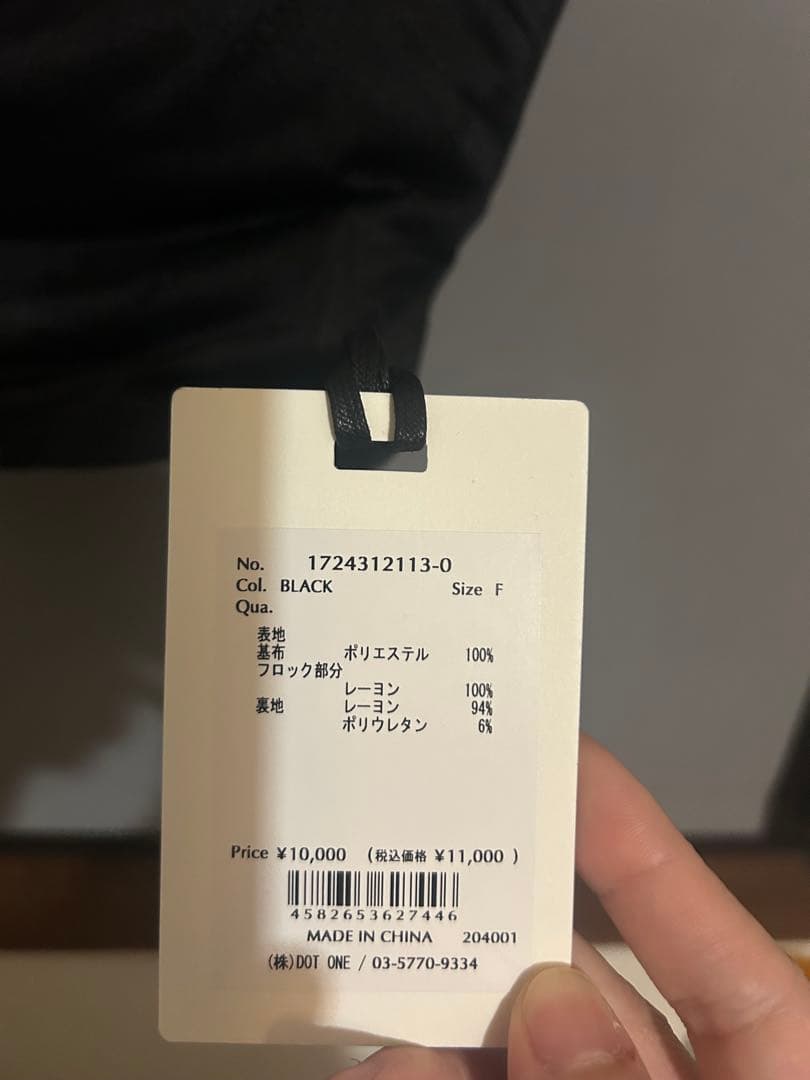 No. 1724312113-0
Col. BLACK Size F
Qua.
表地
基布 ポリエステル 100%
フロック部分
レーヨン 100%
裏地 レーヨン 94%
ポリウレタン 6%
Price ¥10,000 (税込価格 ¥11,000 )
4582653627446
MADE IN CHINA 204001
(株)DOT ONE / 03-5770-9334